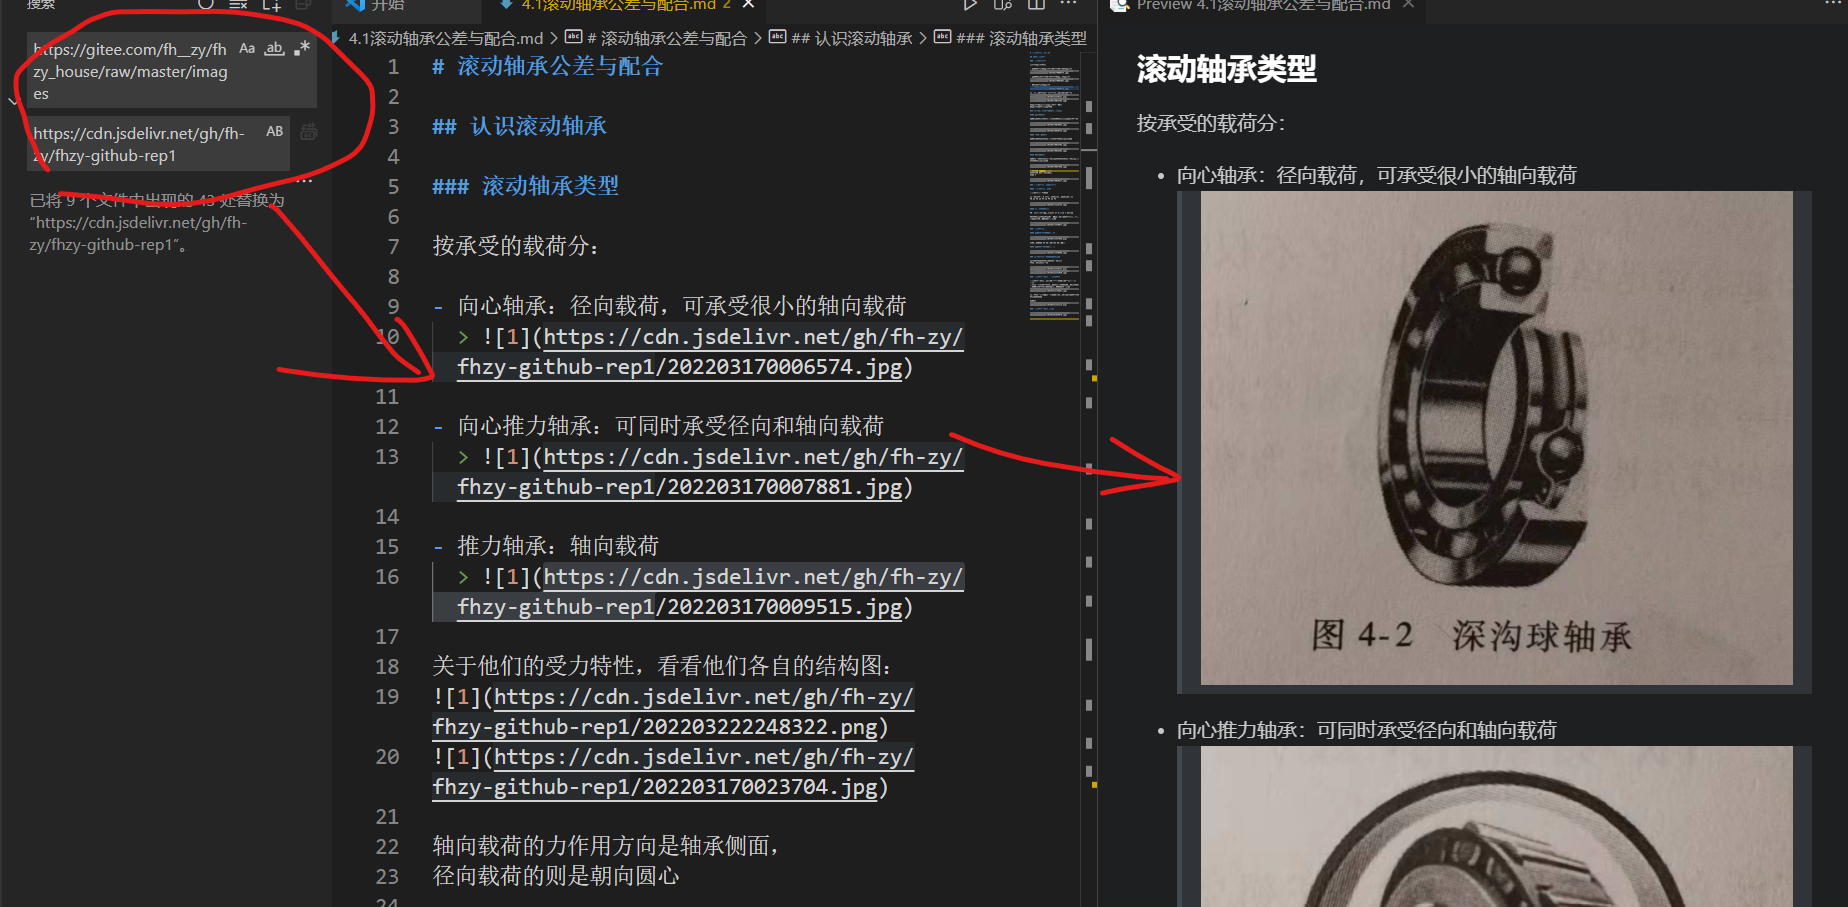 搜索
https://gitee.com/fh__zy/fh
zy_house/raw/master/imag
es
Aa
ab
.*
https://cdn.jsdelivr.net/gh/fh-
zy/fhzy-github-rep1
AB
已将 9 个文件中出现的 43 处替换为
“https://cdn.jsdelivr.net/gh/fh-
zy/fhzy-github-rep1”。
开始
4.1滚动轴承公差与配合.md 2
4.1滚动轴承公差与配合.md > # 滚动轴承公差与配合 > ## 认识滚动轴承 > ### 滚动轴承类型
1 # 滚动轴承公差与配合
2
3 ## 认识滚动轴承
4
5 ### 滚动轴承类型
6
7 按承受的载荷分：
8
9 - 向心轴承：径向载荷，可承受很小的轴向载荷
10 > ![1](https://cdn.jsdelivr.net/gh/fh-zy/
fhzy-github-rep1/202203170006574.jpg)
11
12 - 向心推力轴承：可同时承受径向和轴向载荷
13 > ![1](https://cdn.jsdelivr.net/gh/fh-zy/
fhzy-github-rep1/202203170007881.jpg)
14
15 - 推力轴承：轴向载荷
16 > ![1](https://cdn.jsdelivr.net/gh/fh-zy/
fhzy-github-rep1/202203170009515.jpg)
17
18 关于他们的受力特性，看看他们各自的结构图：
19 ![1](https://cdn.jsdelivr.net/gh/fh-zy/
fhzy-github-rep1/202203222248322.png)
20 ![1](https://cdn.jsdelivr.net/gh/fh-zy/
fhzy-github-rep1/202203170023704.jpg)
21
22 轴向载荷的力作用方向是轴承侧面，
23 径向载荷的则是朝向圆心
24
Preview 4.1滚动轴承公差与配合.md
滚动轴承类型
按承受的载荷分：
• 向心轴承：径向载荷，可承受很小的轴向载荷
图 4-2 深沟球轴承
• 向心推力轴承：可同时承受径向和轴向载荷